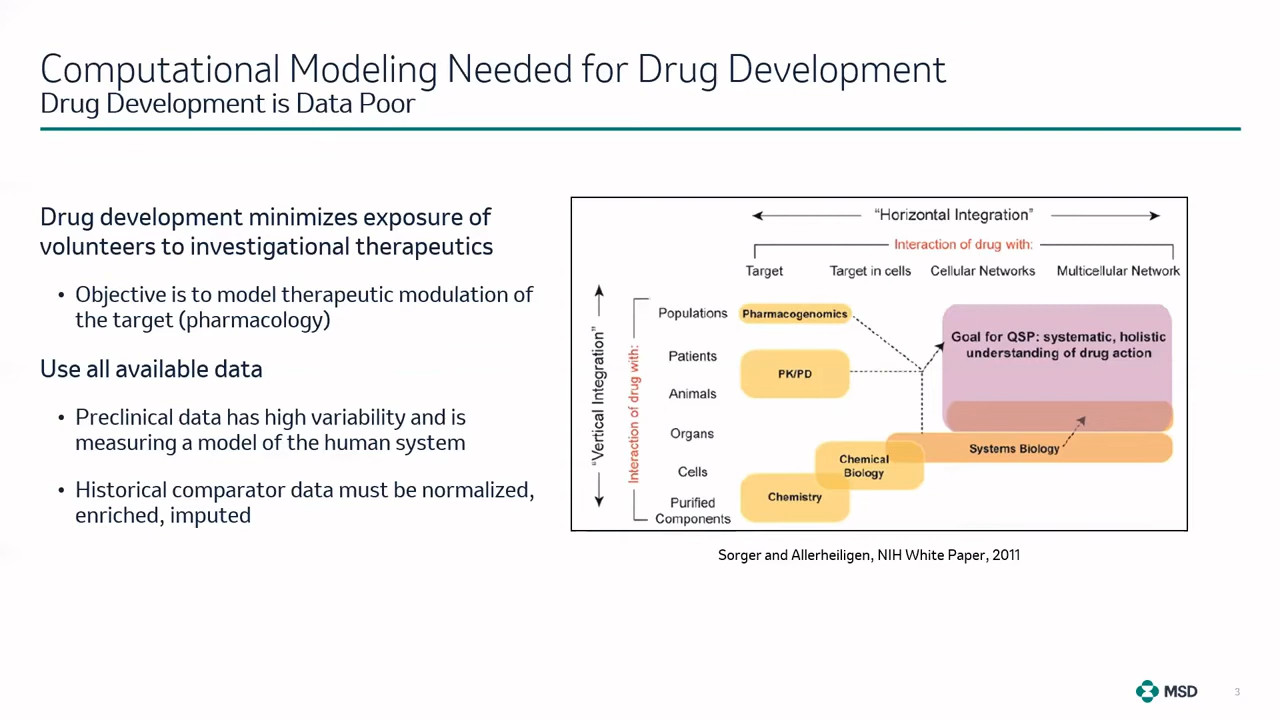 Computational Modeling Needed for Drug Development
Drug Development is Data Poor
Drug development minimizes exposure of
volunteers to investigational therapeutics
• Objective is to model therapeutic modulation of
the target (pharmacology)
Use all available data
• Preclinical data has high variability and is
measuring a model of the human system
• Historical comparator data must be normalized,
enriched, imputed
"Horizontal Integration"
Interaction of drug with:
Target
Target in cells
Cellular Networks
Multicellular Network
"Vertical Integration"
Interaction of drug with:
Populations
Patients
Animals
Organs
Cells
Purified
Components
Pharmacogenomics
PK/PD
Chemical
Biology
Chemistry
Goal for QSP: systematic, holistic
understanding of drug action
Systems Biology
Sorger and Allerheiligen, NIH White Paper, 2011
MSD
3